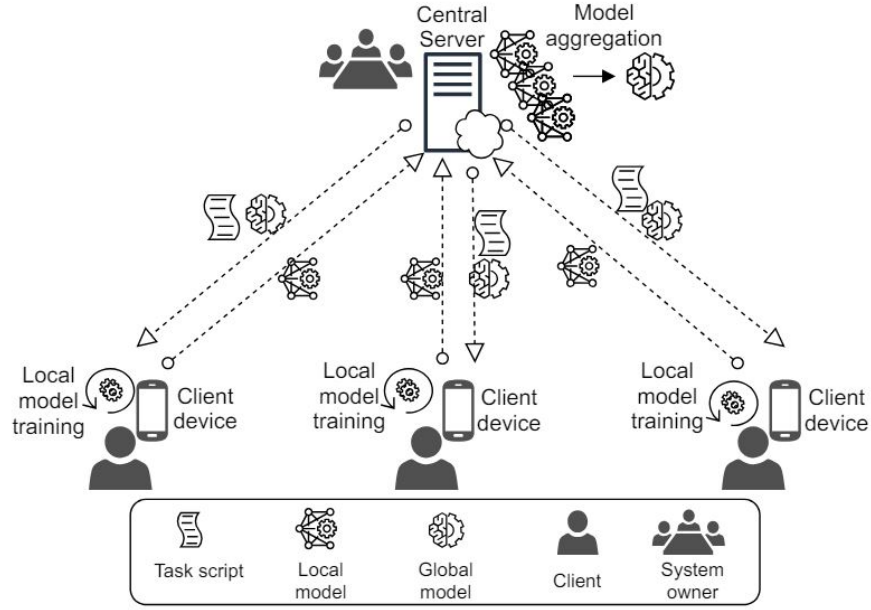 Central
Server
Model
aggregation
Local
model
training
Client
device
Local
model
training
Client
device
Local
model
training
Client
device
Task script
Local
model
Global
model
Client
System
owner